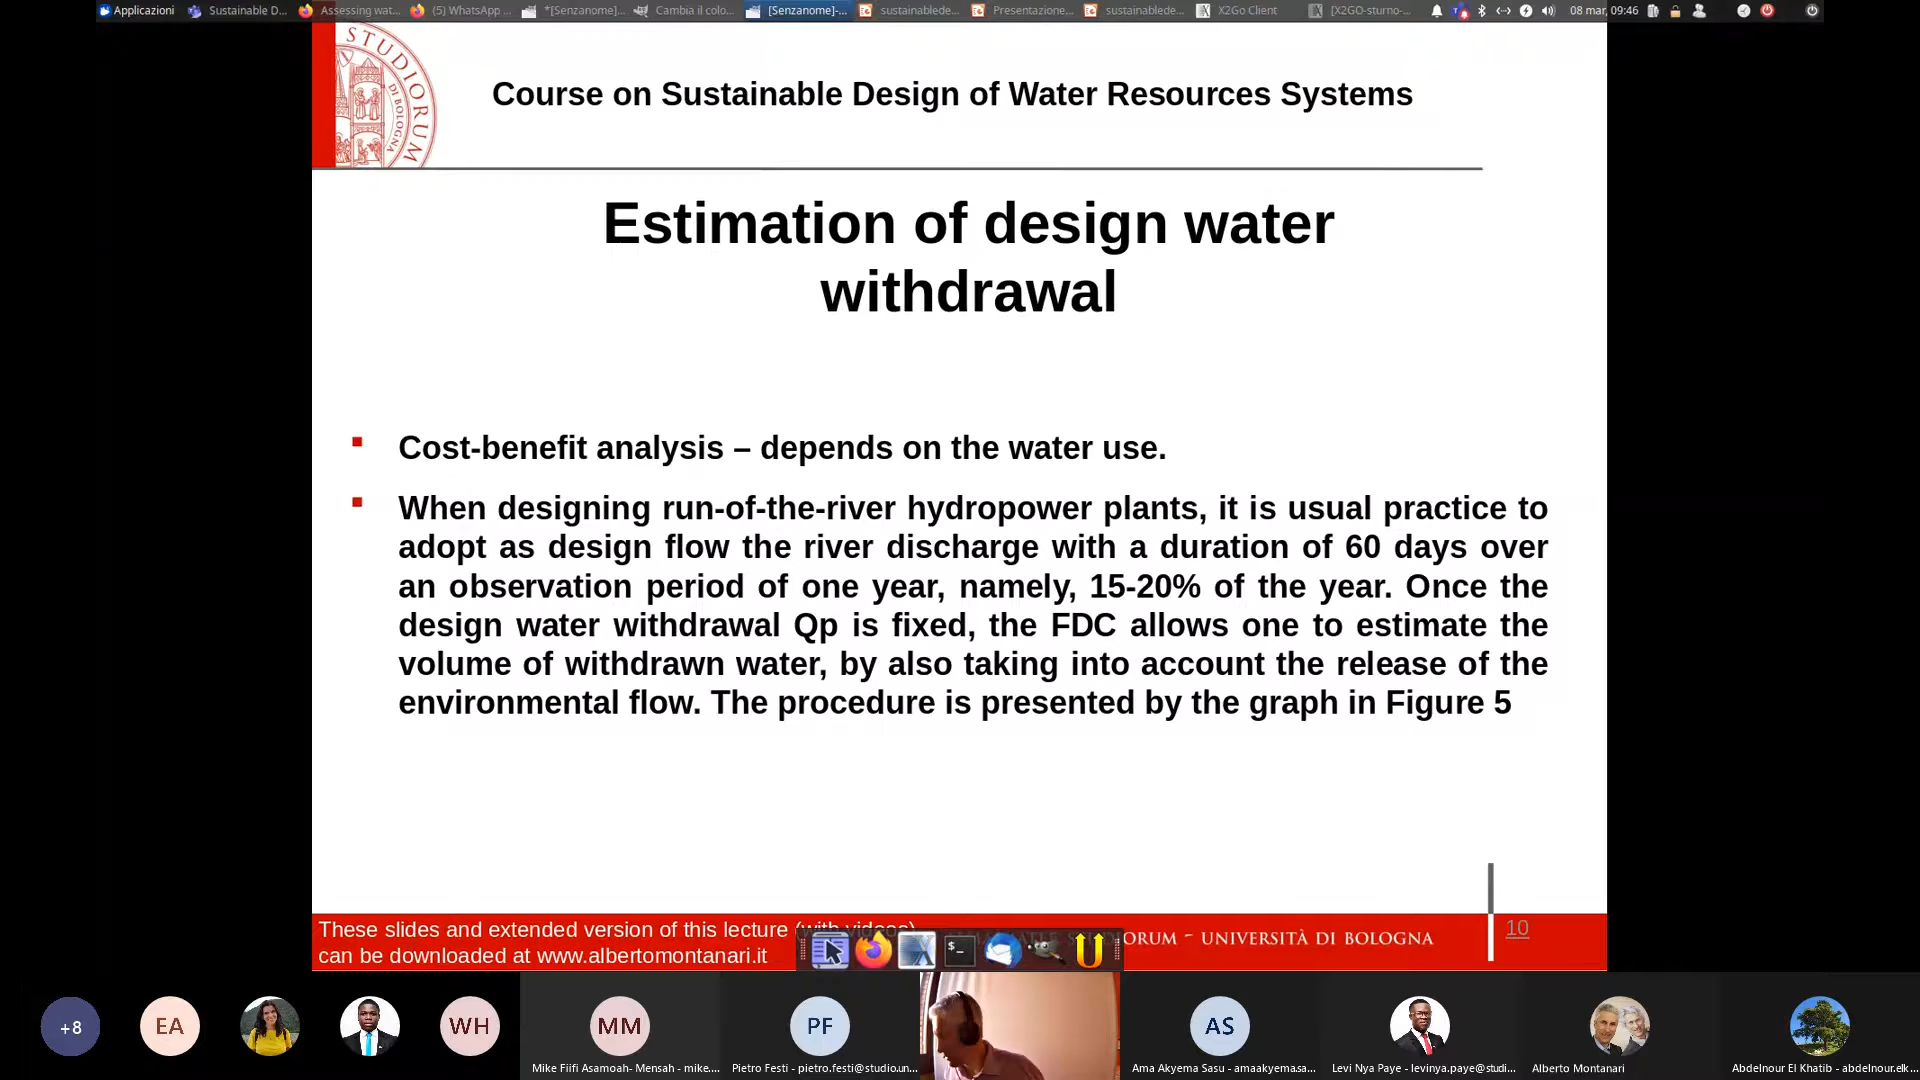 Applicazioni
Sustainable D...
Assessing wat...
(5) WhatsApp ...
*[Senzanome]...
Cambia il colo...
[Senzanome]-...
sustainablede...
Presentazione...
sustainablede...
X2Go Client
[X2GO-sturno-...
08 mar, 09:46
STUDIORUM
DI BOLOGNA
Course on Sustainable Design of Water Resources Systems
Estimation of design water
withdrawal
Cost-benefit analysis – depends on the water use.
When designing run-of-the-river hydropower plants, it is usual practice to
adopt as design flow the river discharge with a duration of 60 days over
an observation period of one year, namely, 15-20% of the year. Once the
design water withdrawal Qp is fixed, the FDC allows one to estimate the
volume of withdrawn water, by also taking into account the release of the
environmental flow. The procedure is presented by the graph in Figure 5
These slides and extended version of this lecture (with videos)
can be downloaded at www.albertomontanari.it
ORUM - UNIVERSITÀ DI BOLOGNA
10
+8
EA
WH
MM
PF
AS
Mike Fiifi Asamoah- Mensah - mike....
Pietro Festi - pietro.festi@studio.un...
Ama Akyema Sasu - amaakyema.sa...
Levi Nya Paye - levinya.paye@studi...
Alberto Montanari
Abdelnour El Khatib - abdelnour.elk...